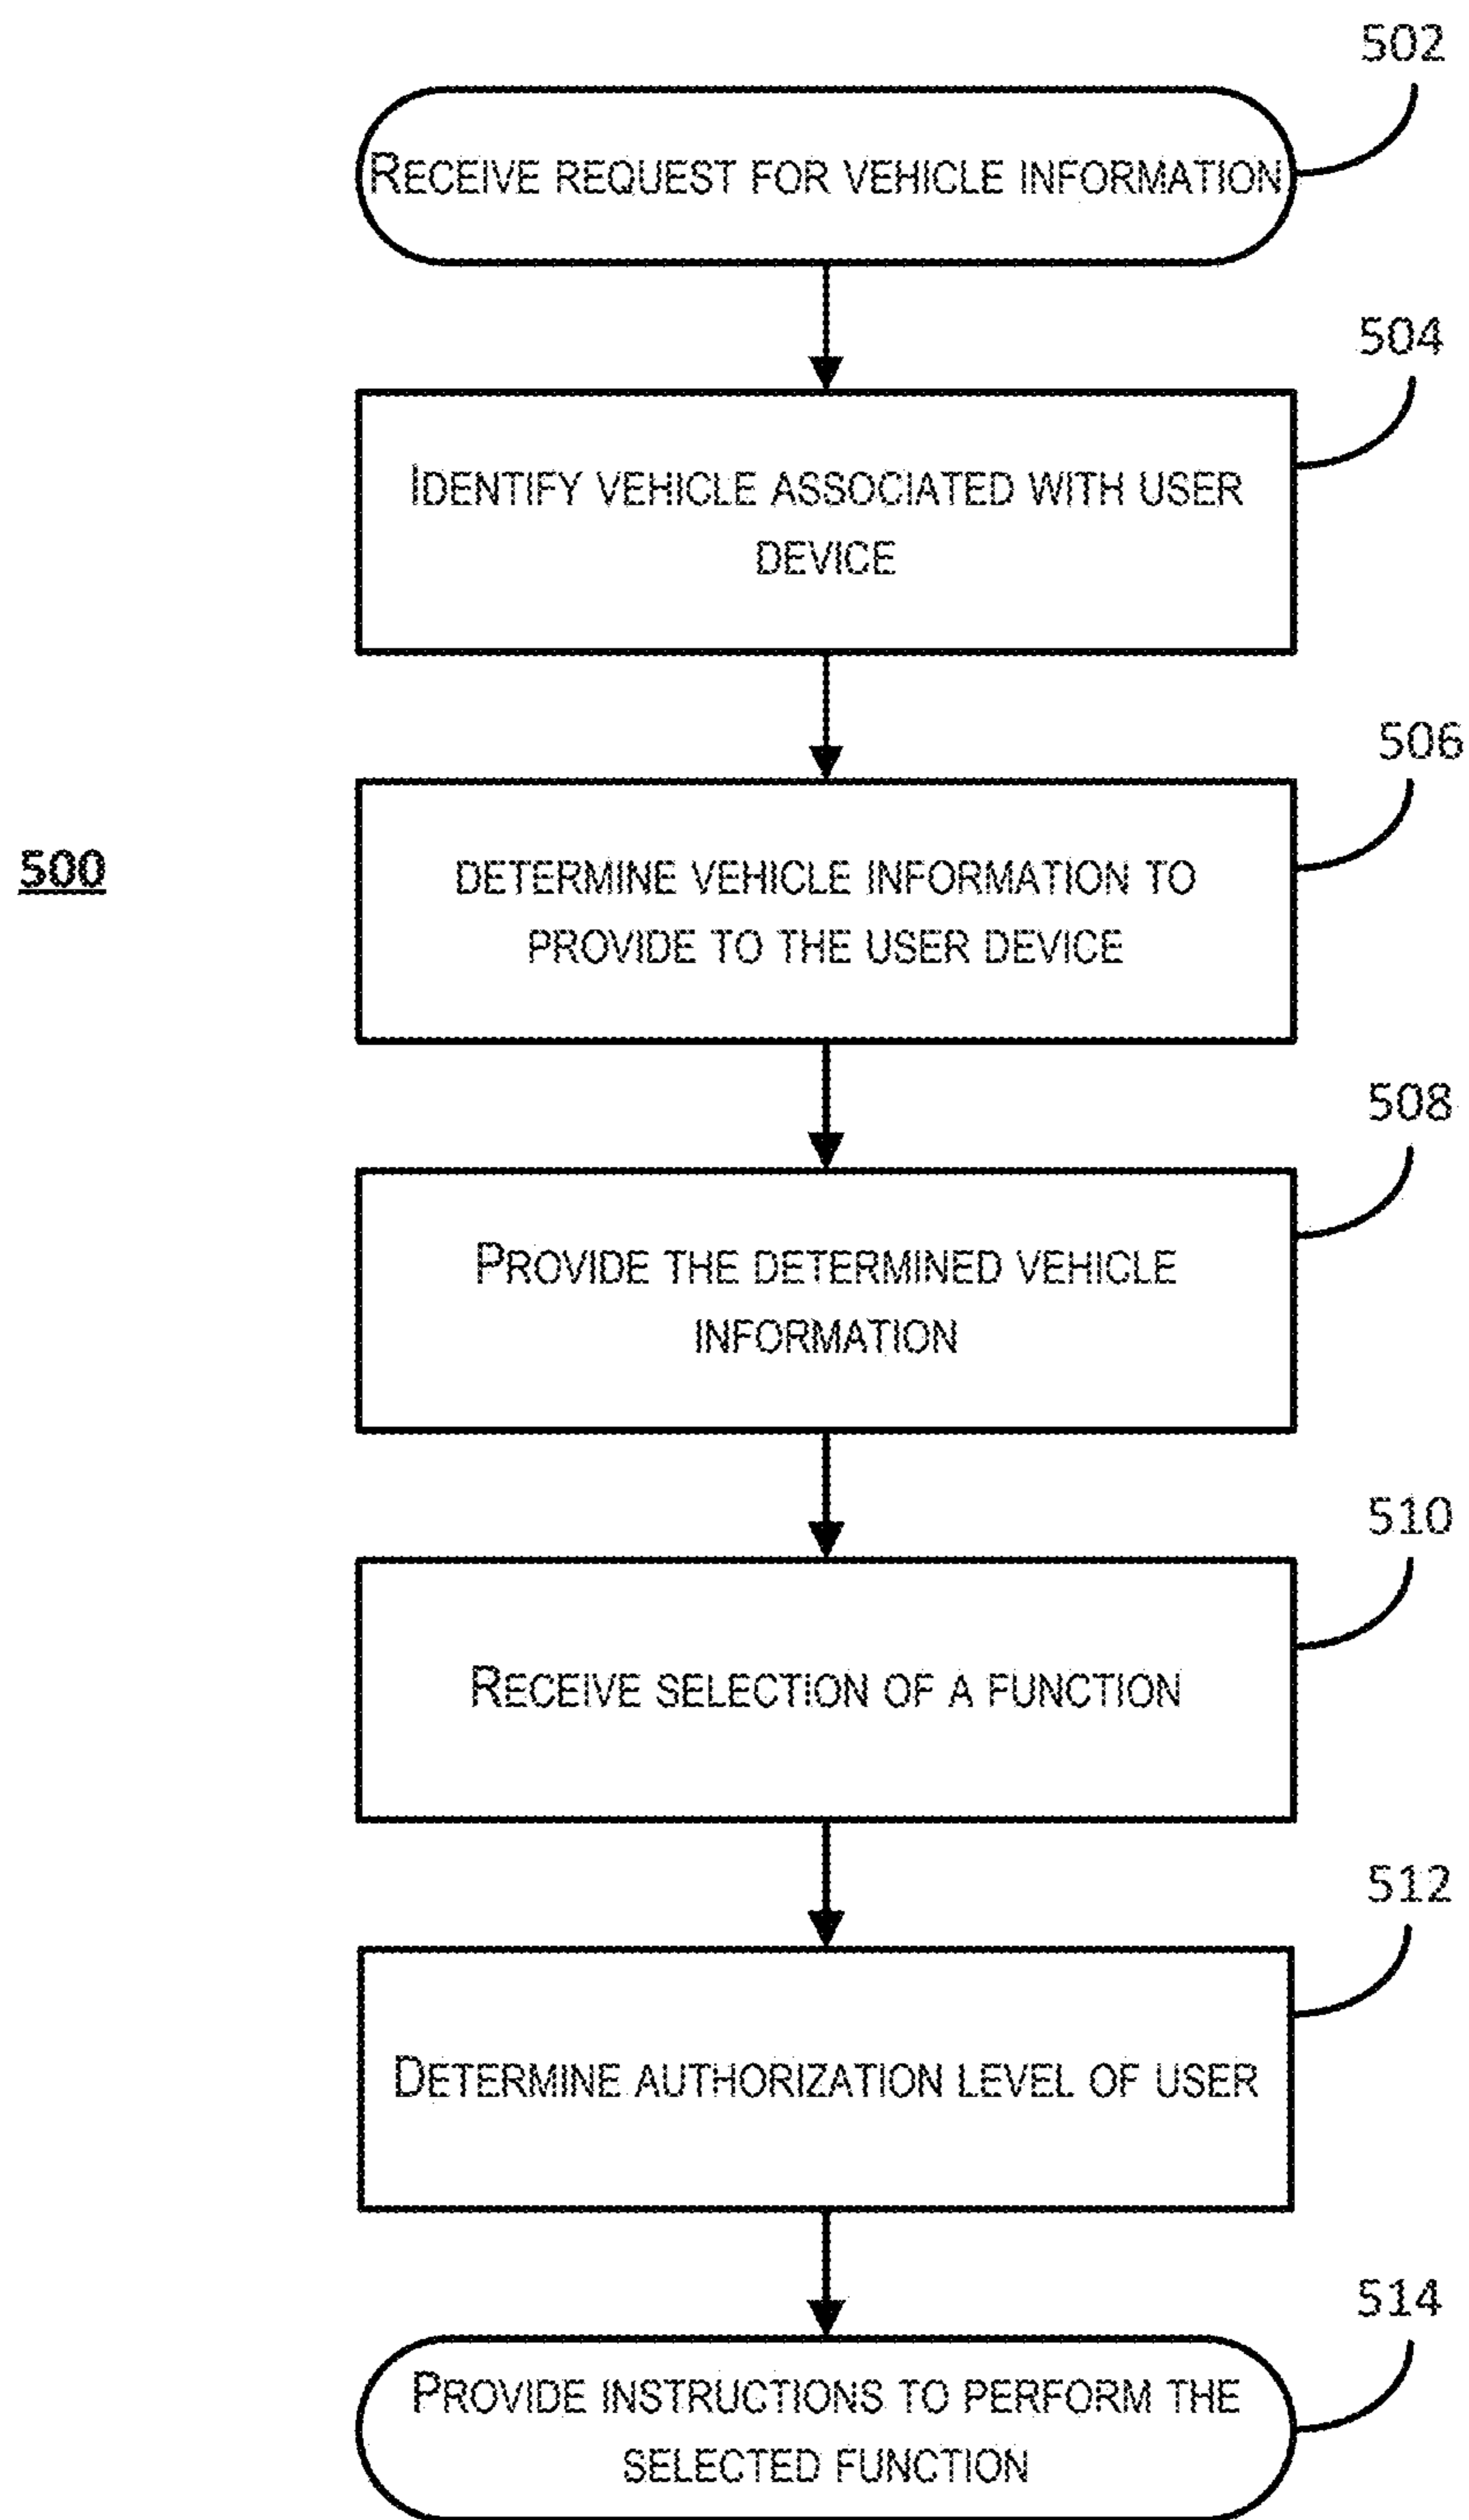 502
RECEIVE REQUEST FOR VEHICLE INFORMATION
504
IDENTIFY VEHICLE ASSOCIATED WITH USER
DEVICE
506
500
DETERMINE VEHICLE INFORMATION TO
PROVIDE TO THE USER DEVICE
508
PROVIDE THE DETERMINED VEHICLE
INFORMATION
510
RECEIVE SELECTION OF A FUNCTION
512
DETERMINE AUTHORIZATION LEVEL OF USER
514
PROVIDE INSTRUCTIONS TO PERFORM THE
SELECTED FUNCTION